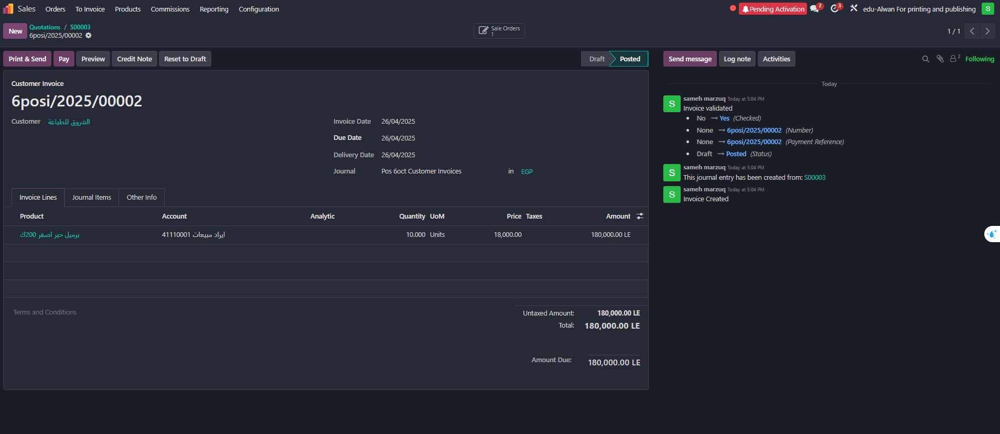 Sales Orders To Invoice Products Commissions Reporting Configuration Pending Activation 2 3 edu-Alwan For printing and publishing S
New Quotations / S00003
6posi/2025/00002
Sale Orders
1
1 / 1
Print & Send Pay Preview Credit Note Reset to Draft Draft Posted
Customer Invoice
6posi/2025/00002
Customer الشروق للطباعة
Invoice Date 26/04/2025
Due Date 26/04/2025
Delivery Date 26/04/2025
Journal Pos 6oct Customer Invoices in EGP
Invoice Lines Journal Items Other Info
Product Account Analytic Quantity UoM Price Taxes Amount
برميل حبر اصفر 200ك 41110001 ايراد مبيعات 10.000 Units 18,000.00 180,000.00 LE
Terms and Conditions
Untaxed Amount: 180,000.00 LE
Total: 180,000.00 LE
Amount Due: 180,000.00 LE
Send message Log note Activities 2 Following
Today
S sameh marzuq Today at 5:04 PM
Invoice validated
No → Yes (Checked)
None → 6posi/2025/00002 (Number)
None → 6posi/2025/00002 (Payment Reference)
Draft → Posted (Status)
S sameh marzuq Today at 5:04 PM
This journal entry has been created from: S00003
S sameh marzuq Today at 5:04 PM
Invoice Created